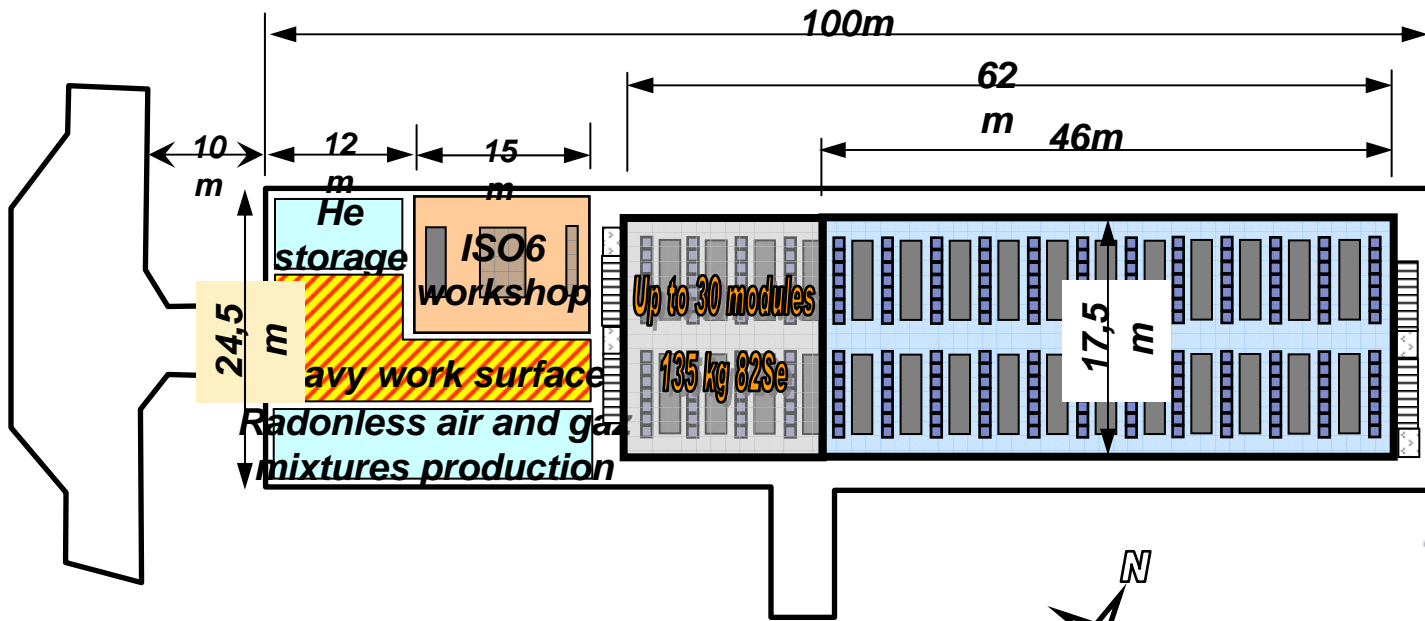 100m
62
m
46m
10
m
12
m
15
m
He
storage
ISO6
workshop
24,5
m
avy work surface
Radonless air and gaz
mixtures production
Up to 30 modules
135 kg 82Se
17,5
m
N